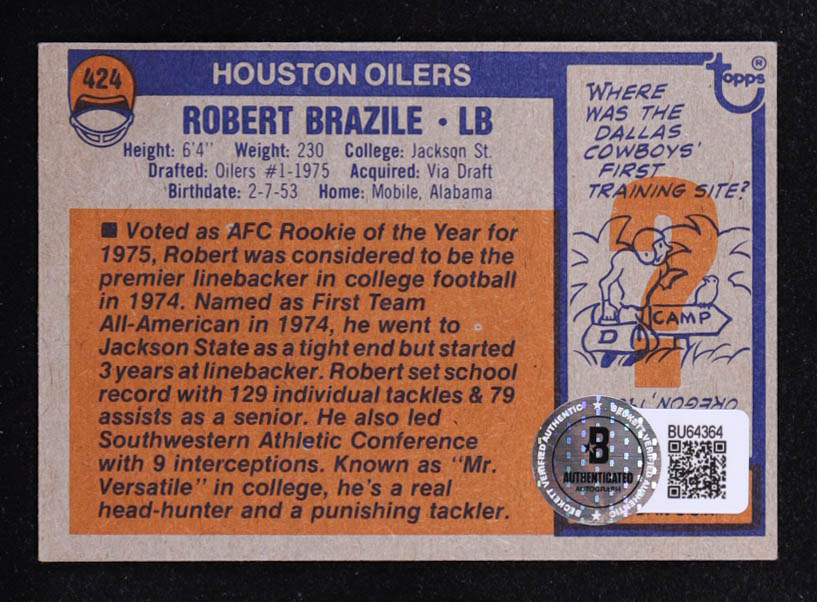 424
HOUSTON OILERS
ROBERT BRAZILE • LB
Height: 6'4" Weight: 230 College: Jackson St.
Drafted: Oilers #1-1975 Acquired: Via Draft
Birthdate: 2-7-53 Home: Mobile, Alabama
■ Voted as AFC Rookie of the Year for
1975, Robert was considered to be the
premier linebacker in college football
in 1974. Named as First Team
All-American in 1974, he went to
Jackson State as a tight end but started
3 years at linebacker. Robert set school
record with 129 individual tackles & 79
assists as a senior. He also led
Southwestern Athletic Conference
with 9 interceptions. Known as "Mr.
Versatile" in college, he's a real
head-hunter and a punishing tackler.
topps®
WHERE
WAS THE
DALLAS
COWBOYS'
FIRST
TRAINING SITE?
?
CAMP
D
OREGON,
BECKETT VERIFIED AUTHENTIC
B
AUTHENTICATED
AUTOGRAPH
BU64364